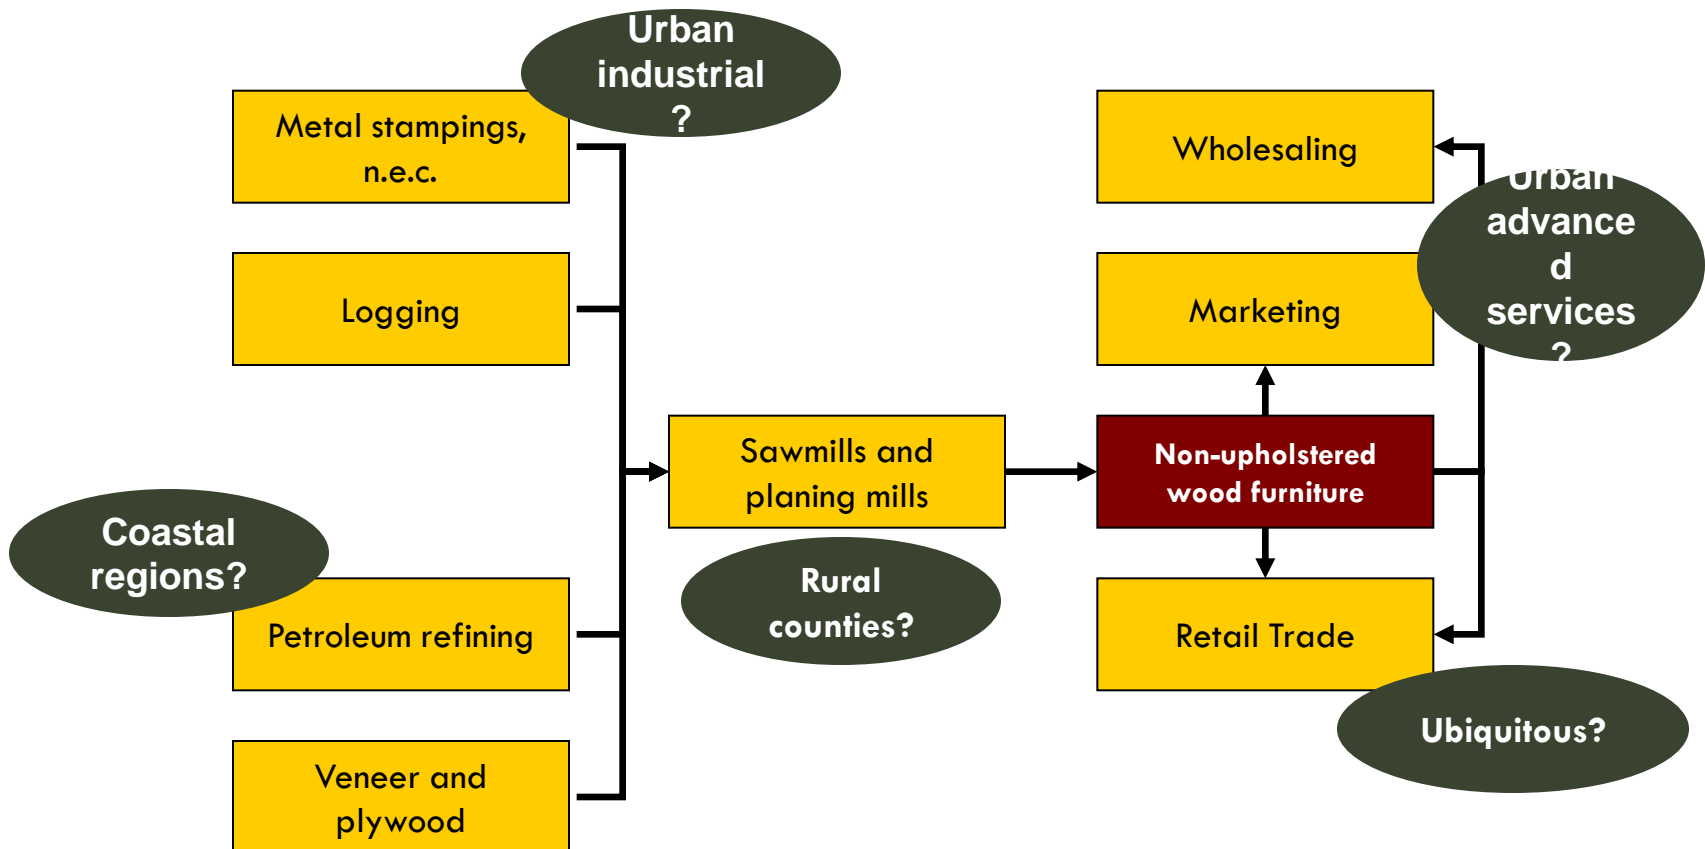 Urban
industrial
?
Metal stampings,
n.e.c.
Wholesaling
Urban
advance
d
services
?
Logging
Marketing
Sawmills and
planing mills
Non-upholstered
wood furniture
Coastal
regions?
Rural
counties?
Petroleum refining
Retail Trade
Ubiquitous?
Veneer and
plywood